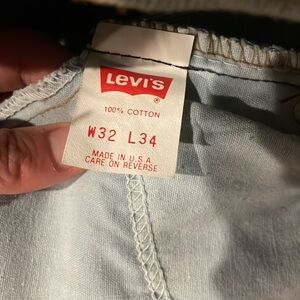 Levi's
®
100% COTTON
W32 L34
MADE IN U.S.A.
CARE ON REVERSE